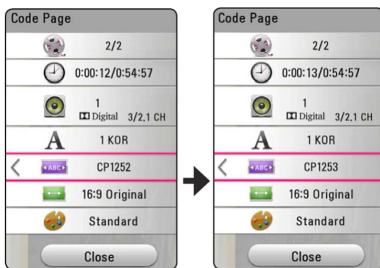 Code Page
2/2
0:00:12/0:54:57
1
Digital 3/2.1 CH
A 1 KOR
ABC CP1252
16:9 Original
Standard
Close
Code Page
2/2
0:00:13/0:54:57
1
Digital 3/2.1 CH
A 1 KOR
ABC CP1253
16:9 Original
Standard
Close